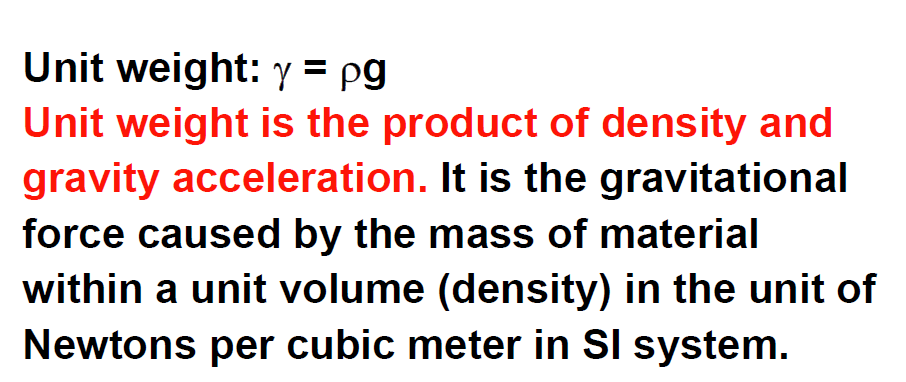 Unit weight: γ = ρg
Unit weight is the product of density and
gravity acceleration. It is the gravitational
force caused by the mass of material
within a unit volume (density) in the unit of
Newtons per cubic meter in SI system.